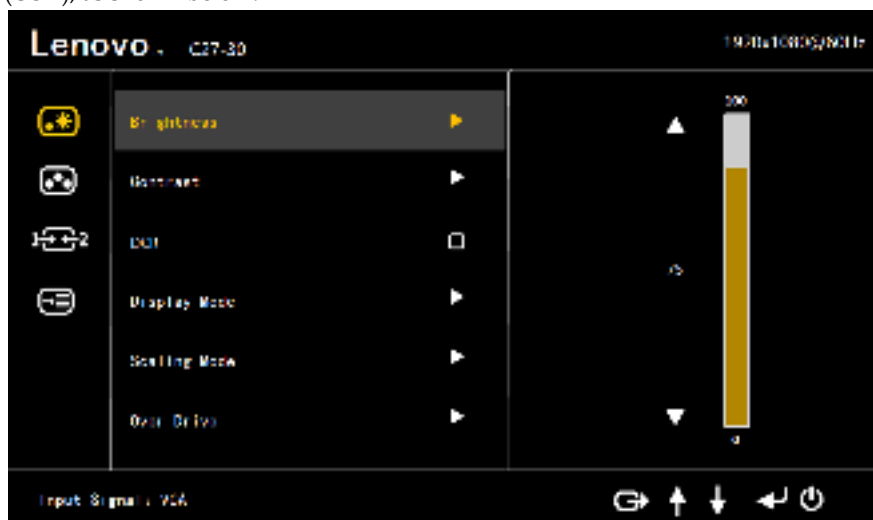 Lenovo. C27-30
1920x1080@/60Hz
Brightness
100
Contrast
DCR
75
Display Mode
Scaling Mode
Over Drive
0
Input Signal: VGA